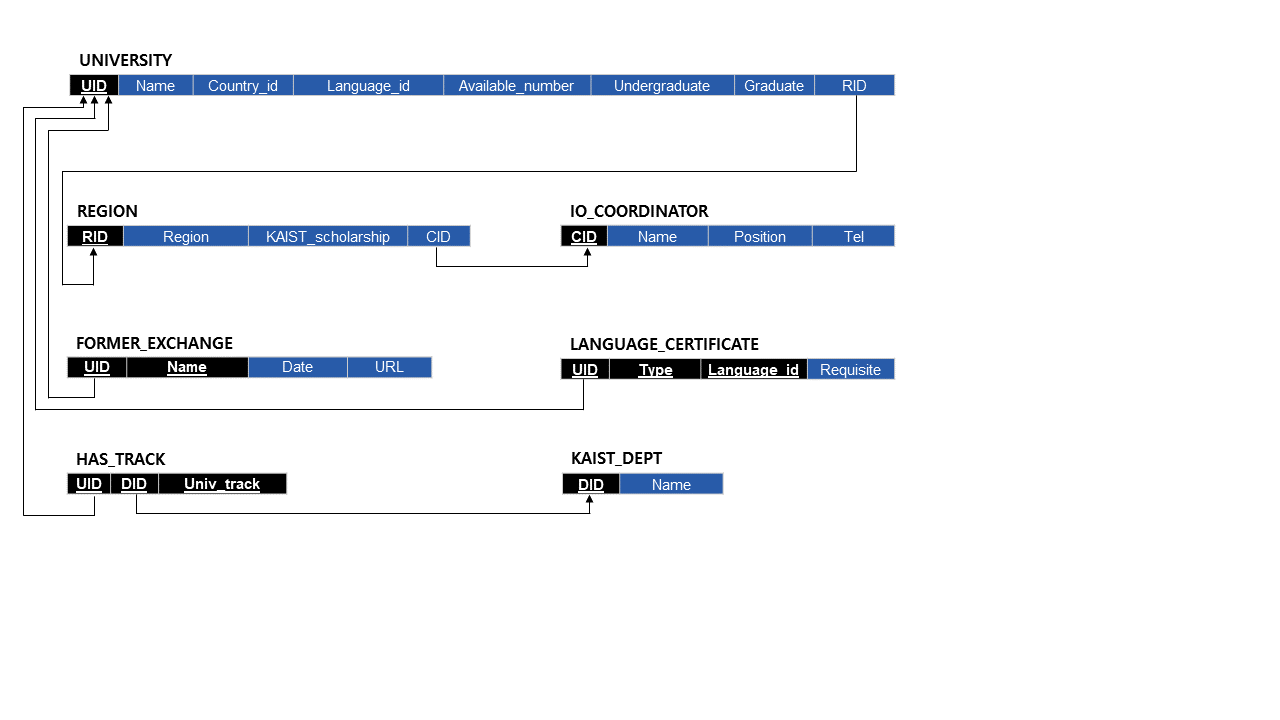 UNIVERSITY
UID Name Country_id Language_id Available_number Undergraduate Graduate RID
REGION
RID Region KAIST_scholarship CID
IO_COORDINATOR
CID Name Position Tel
FORMER_EXCHANGE
UID Name Date URL
LANGUAGE_CERTIFICATE
UID Type Language_id Requisite
HAS_TRACK
UID DID Univ_track
KAIST_DEPT
DID Name